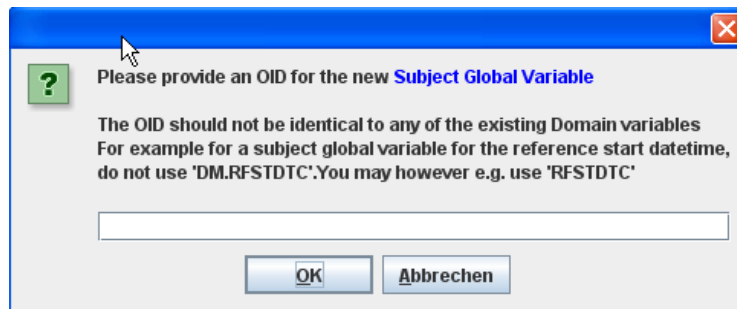 ?
Please provide an OID for the new Subject Global Variable
The OID should not be identical to any of the existing Domain variables
For example for a subject global variable for the reference start datetime,
do not use 'DM.RFSTDTC'.You may however e.g. use 'RFSTDTC'
OK
Abbrechen